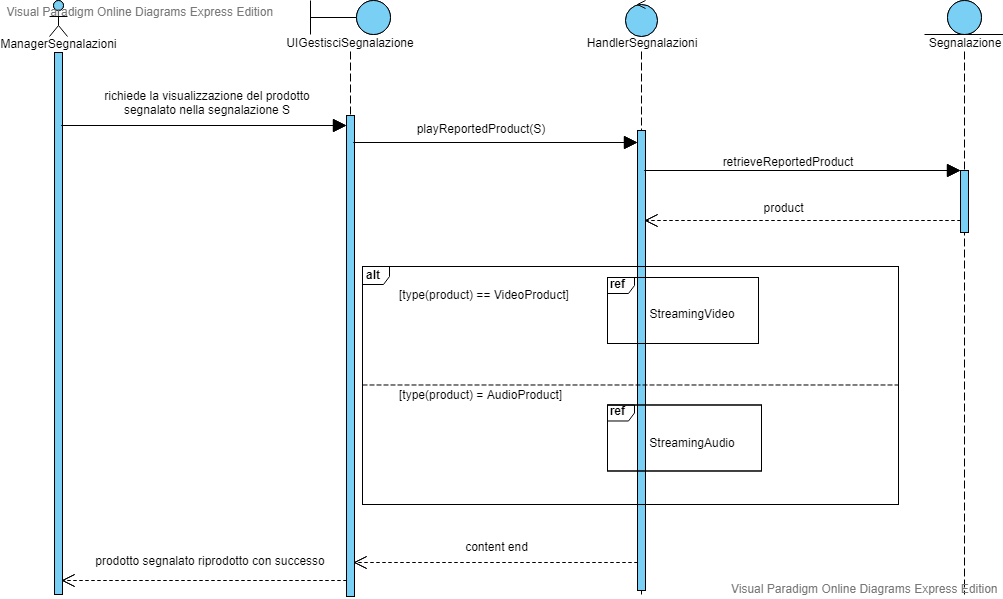 Visual Paradigm Online Diagrams Express Edition
ManagerSegnalazioni
UIGestisciSegnalazione
HandlerSegnalazioni
Segnalazione
richiede la visualizzazione del prodotto
segnalato nella segnalazione S
playReportedProduct(S)
retrieveReportedProduct
product
alt
[type(product) == VideoProduct]
ref
StreamingVideo
[type(product) = AudioProduct]
ref
StreamingAudio
content end
prodotto segnalato riprodotto con successo
Visual Paradigm Online Diagrams Express Edition